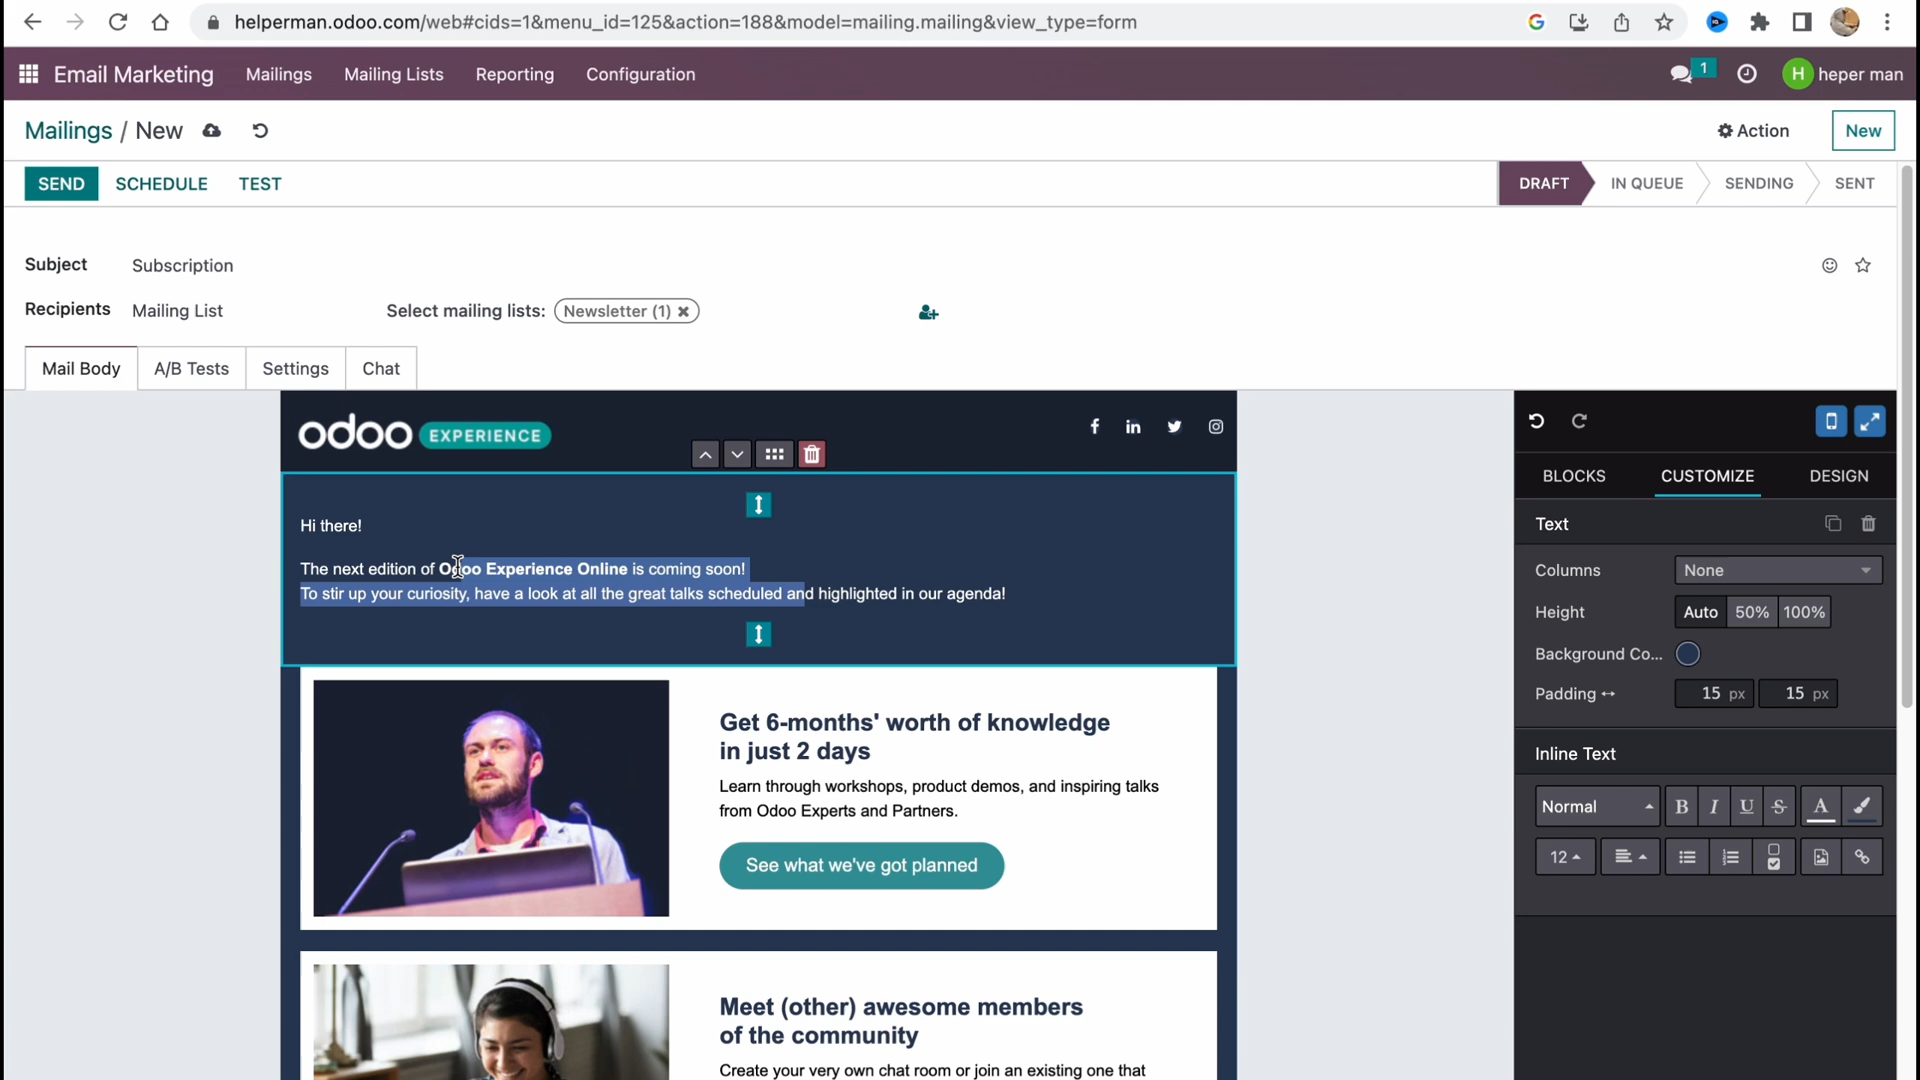 helperman.odoo.com/web#cids=1&menu_id=125&action=188&model=mailing.mailing&view_type=form
Email Marketing Mailings Mailing Lists Reporting Configuration 1 H heper man
Mailings / New Action New
SEND SCHEDULE TEST DRAFT IN QUEUE SENDING SENT
Subject Subscription
Recipients Mailing List Select mailing lists: Newsletter (1) ×
Mail Body A/B Tests Settings Chat
odoo EXPERIENCE
BLOCKS CUSTOMIZE DESIGN
Hi there!
The next edition of Odoo Experience Online is coming soon!
To stir up your curiosity, have a look at all the great talks scheduled and highlighted in our agenda!
Text
Columns None
Height Auto 50% 100%
Background Co...
Padding 15 px 15 px
Get 6-months' worth of knowledge
in just 2 days
Learn through workshops, product demos, and inspiring talks
from Odoo Experts and Partners.
See what we've got planned
Inline Text
Normal B I U S A
12
Meet (other) awesome members
of the community
Create your very own chat room or join an existing one that